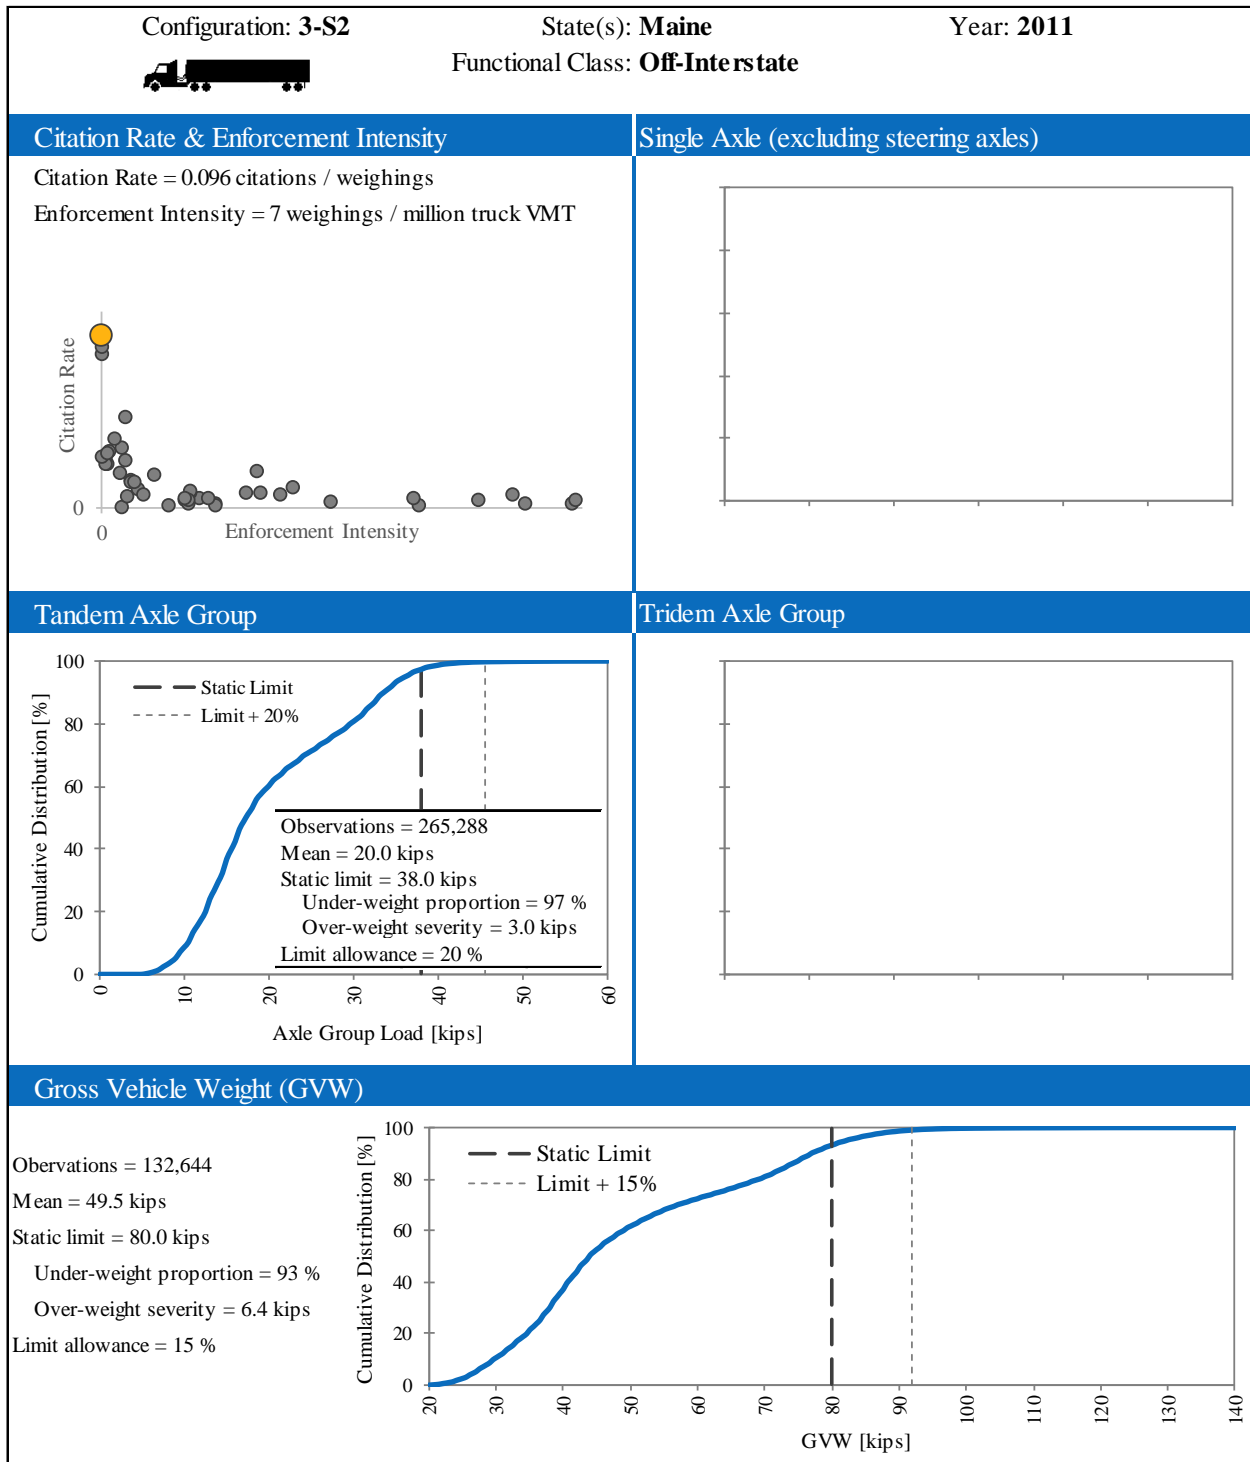 Configuration: 3-S2
State(s): Maine
Year: 2011
Functional Class: Off-Interstate
Citation Rate & Enforcement Intensity
Citation Rate = 0.096 citations / weighings
Enforcement Intensity = 7 weighings / million truck VMT
Citation Rate
0
0
Enforcement Intensity
Single Axle (excluding steering axles)
Tandem Axle Group
Cumulative Distribution [%]
100
80
60
40
20
0
Static Limit
Limit + 20%
Observations = 265,288
Mean = 20.0 kips
Static limit = 38.0 kips
Under-weight proportion = 97 %
Over-weight severity = 3.0 kips
Limit allowance = 20 %
0 10 20 30 40 50 60
Axle Group Load [kips]
Tridem Axle Group
Gross Vehicle Weight (GVW)
Obervations = 132,644
Mean = 49.5 kips
Static limit = 80.0 kips
Under-weight proportion = 93 %
Over-weight severity = 6.4 kips
Limit allowance = 15 %
Cumulative Distribution [%]
100
80
60
40
20
0
Static Limit
Limit + 15%
20 30 40 50 60 70 80 90 100 110 120 130 140
GVW [kips]